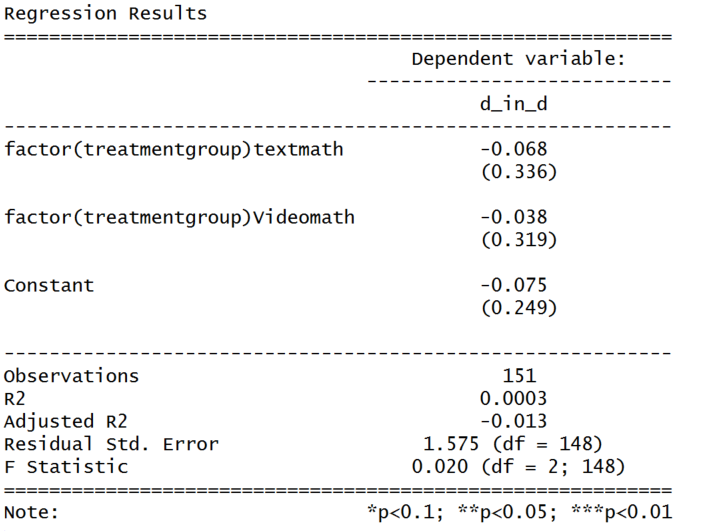 Regression Results
===========================================================
Dependent variable:
---------------------------
d_in_d
-----------------------------------------------------------
factor(treatmentgroup)textmath -0.068
(0.336)
factor(treatmentgroup)Videomath -0.038
(0.319)
Constant -0.075
(0.249)
-----------------------------------------------------------
Observations 151
R2 0.0003
Adjusted R2 -0.013
Residual Std. Error 1.575 (df = 148)
F Statistic 0.020 (df = 2; 148)
===========================================================
Note: *p<0.1; **p<0.05; ***p<0.01